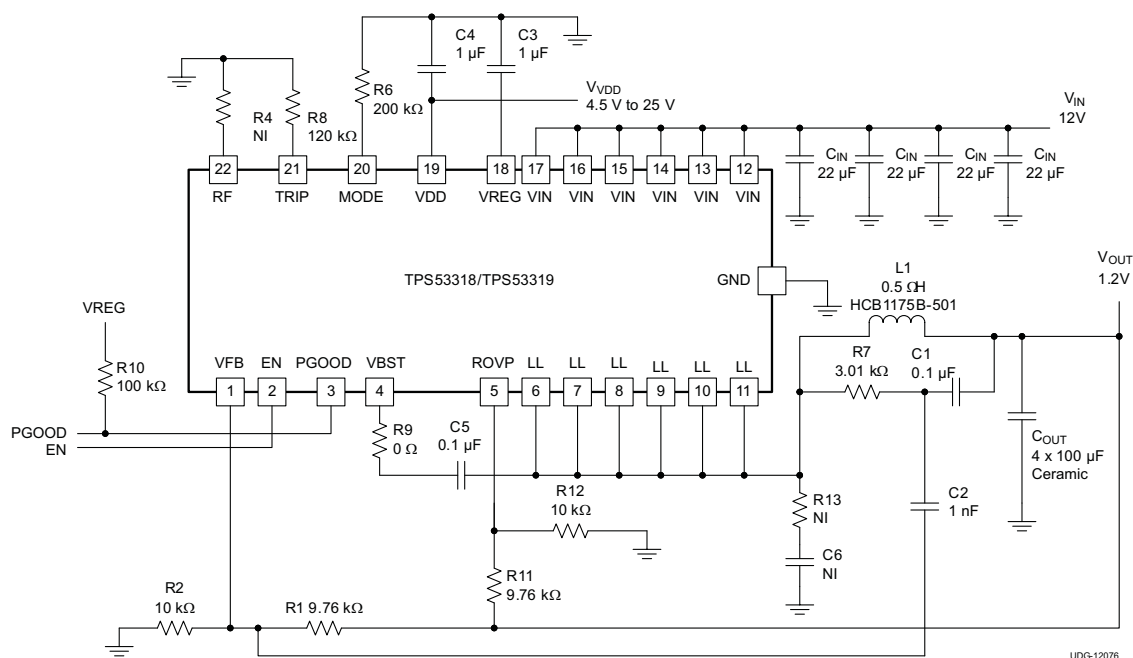 C4
1 µF
C3
1 µF
R6
200 kΩ
R4
NI
R8
120 kΩ
VVDD
4.5 V to 25 V
VIN
12V
CIN
22 µF
CIN
22 µF
CIN
22 µF
CIN
22 µF
22
21
20
19
18
17
16
15
14
13
12
RF
TRIP
MODE
VDD
VREG
VIN
VIN
VIN
VIN
VIN
VIN
TPS53318/TPS53319
GND
L1
0.5 ΩH
HCB1175B-501
VOUT
1.2V
VREG
R10
100 kΩ
VFB
EN
PGOOD
VBST
ROVP
LL
LL
LL
LL
LL
LL
1
2
3
4
5
6
7
8
9
10
11
R7
3.01 kΩ
C1
0.1 µF
PGOOD
EN
R9
0 Ω
C5
0.1 µF
COUT
4 x 100 µF
Ceramic
R12
10 kΩ
R13
NI
C2
1 nF
C6
NI
R11
9.76 kΩ
R2
10 kΩ
R1 9.76 kΩ
UDG-12076